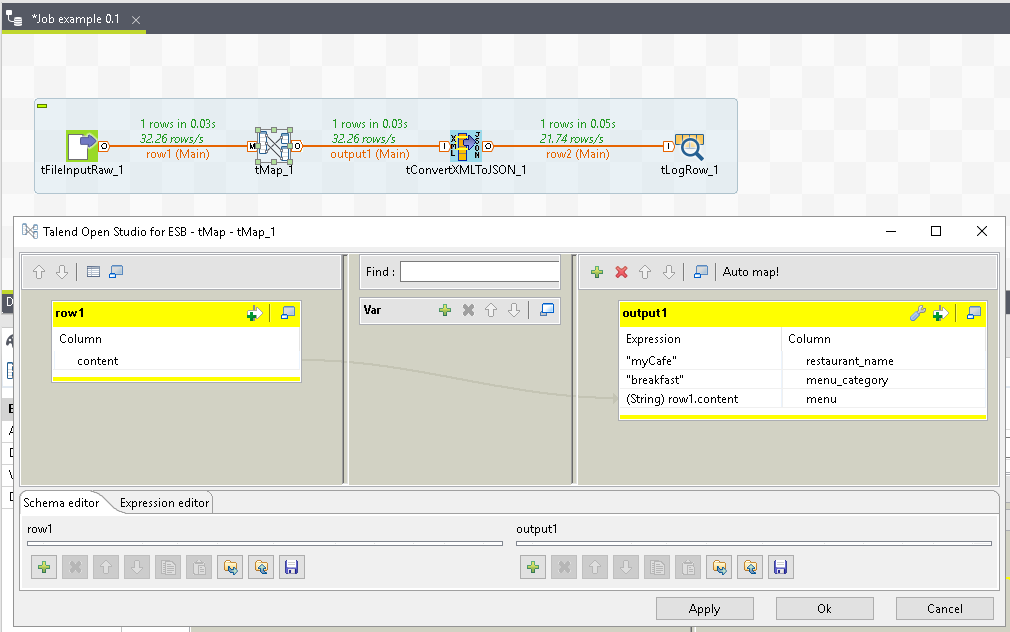 *Job example 0.1
1 rows in 0.03s
32.26 rows/s
row1 (Main)
1 rows in 0.03s
32.26 rows/s
output1 (Main)
1 rows in 0.05s
21.74 rows/s
row2 (Main)
tFileInputRaw_1
M
tMap_1
XML
JSON
tConvertXMLToJSON_1
tLogRow_1
Talend Open Studio for ESB - tMap - tMap_1
Find :
Auto map!
row1
Column
content
Var
output1
Expression Column
"myCafe" restaurant_name
"breakfast" menu_category
(String) row1.content menu
Schema editor Expression editor
row1 output1
Apply Ok Cancel